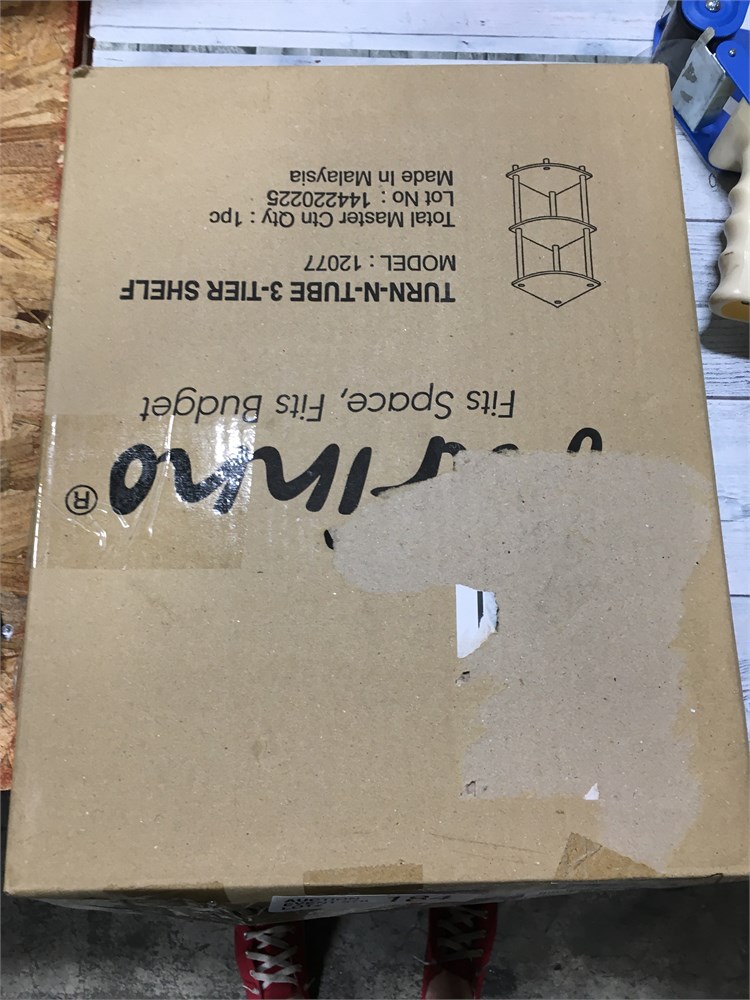 ®
Fits Space, Fits Budget
TURN-N-TUBE 3-TIER SHELF
MODEL : 12077
Total Master Ctn Qty : 1pc
Lot No : 144220225
Made In Malaysia